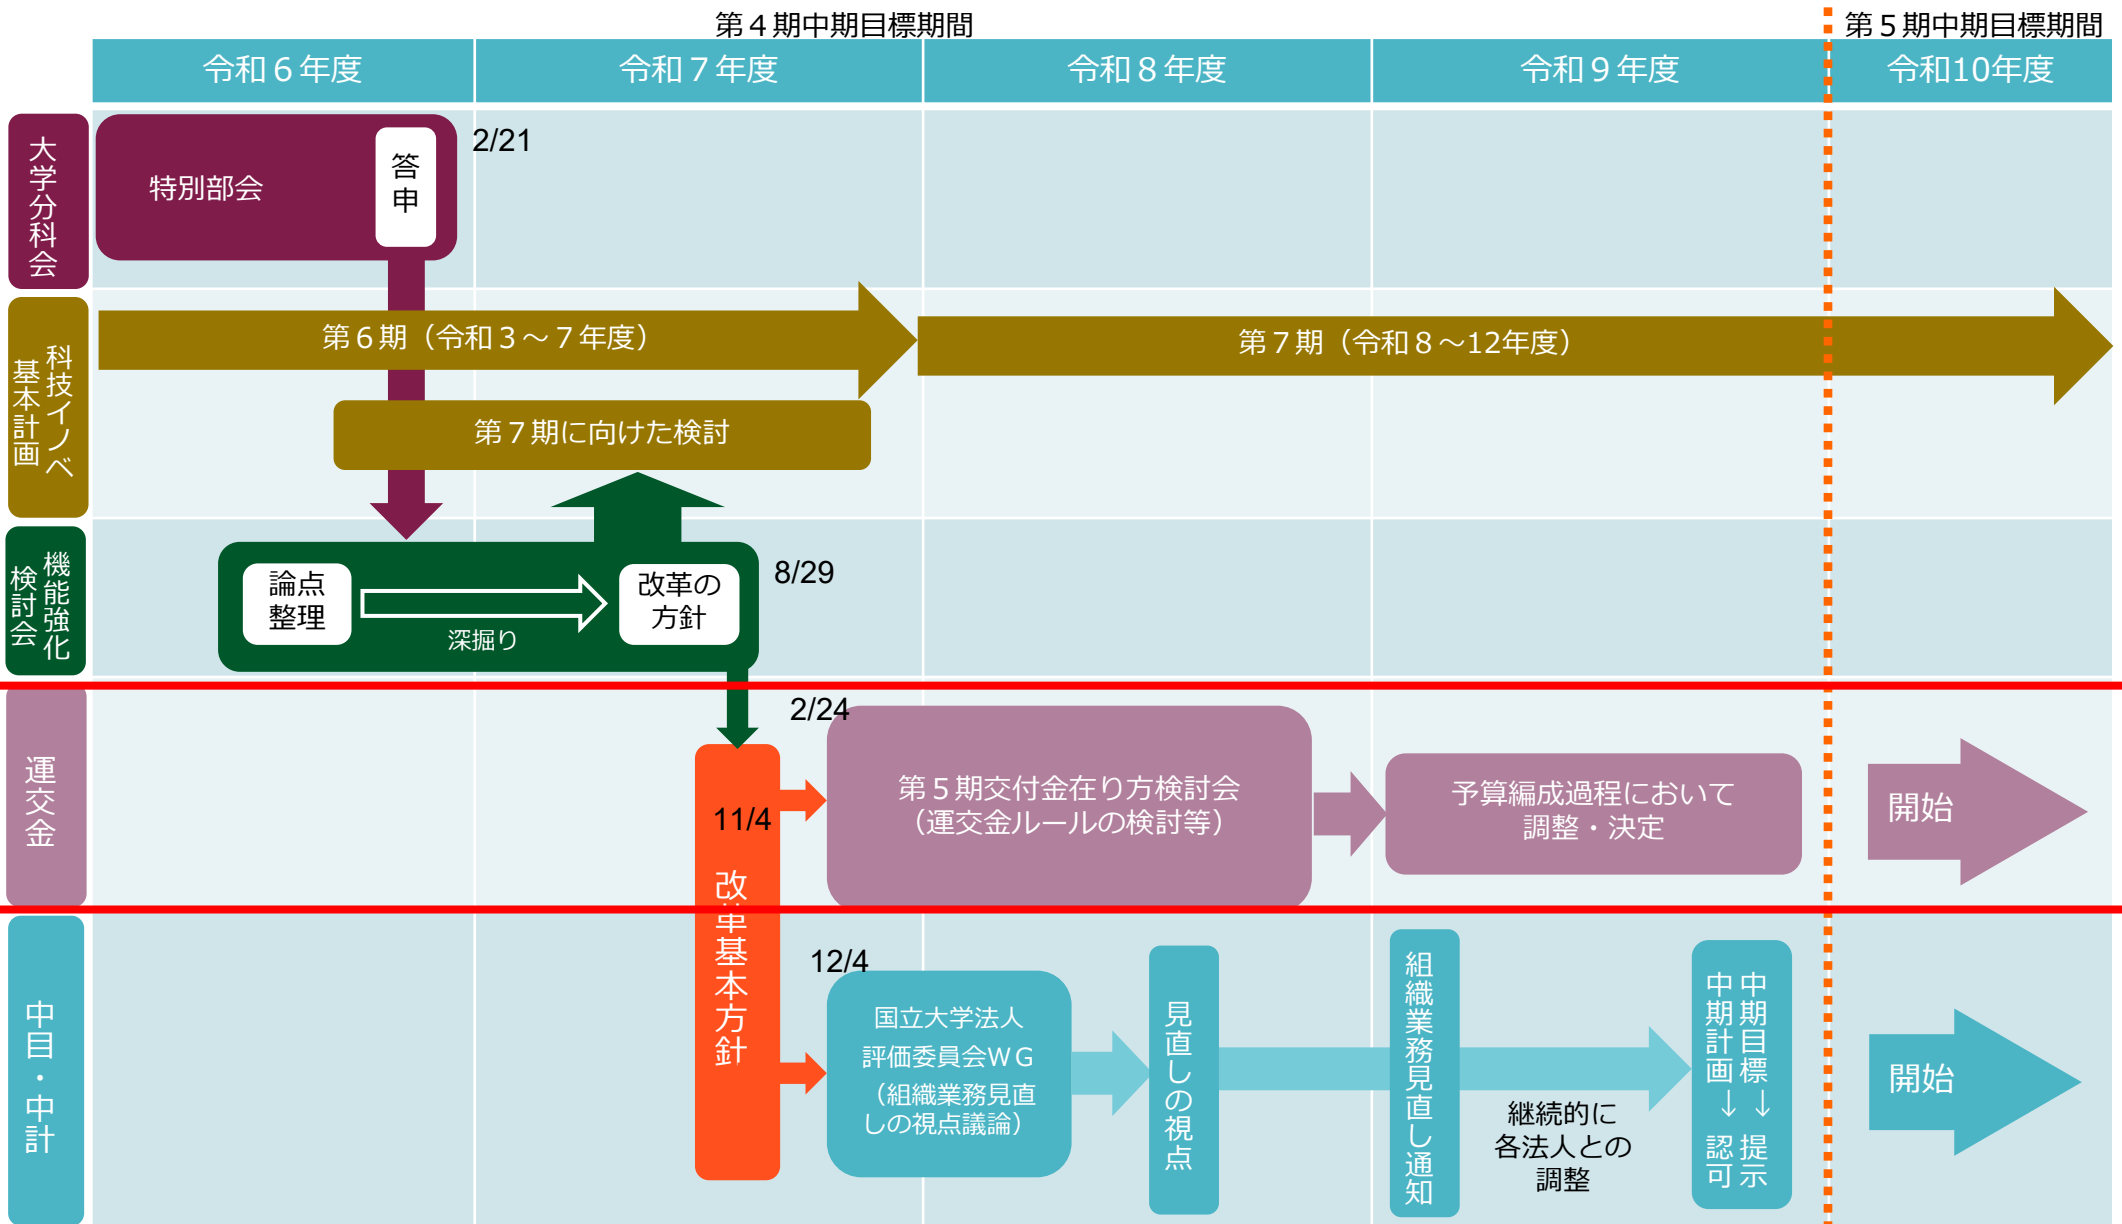 第４期中期目標期間
第５期中期目標期間
令和６年度
令和７年度
令和８年度
令和９年度
令和10年度
大学分科会
特別部会
答申
2/21
科技イノベ
基本計画
第６期（令和３～７年度）
第７期（令和８～12年度）
第７期に向けた検討
機能強化
検討会
論点
整理
深掘り
改革の
方針
8/29
運交金
2/24
11/4
改革基本方針
第５期交付金在り方検討会
（運交金ルールの検討等）
予算編成過程において
調整・決定
開始
中目・中計
12/4
国立大学法人
評価委員会ＷＧ
（組織業務見直
しの視点議論）
見直しの視点
組織業務見直し通知
継続的に
各法人との
調整
中期目標→提示
中期計画→認可
開始